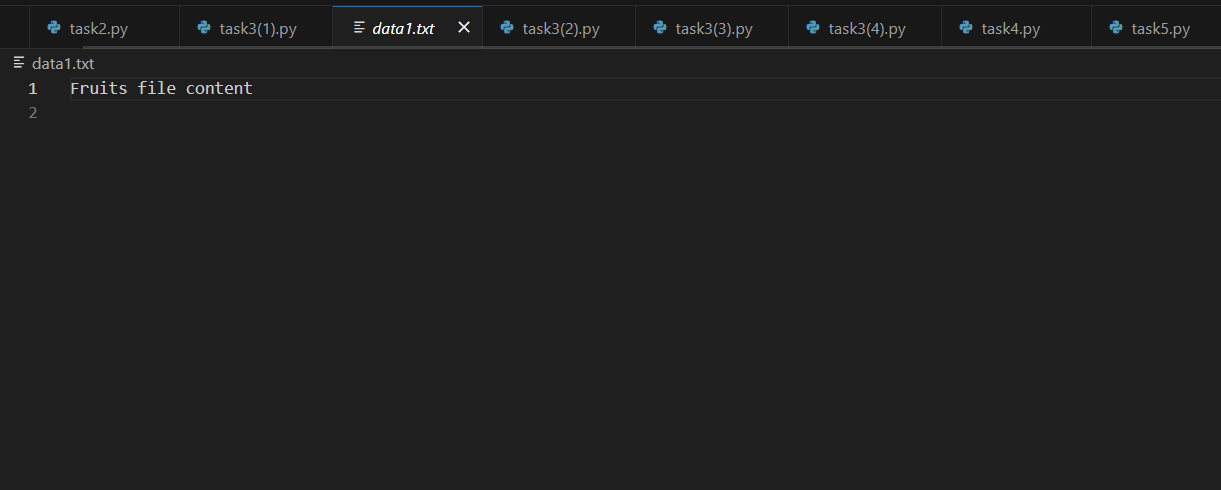 task2.py task3(1).py data1.txt task3(2).py task3(3).py task3(4).py task4.py task5.py
data1.txt
1 Fruits file content
2